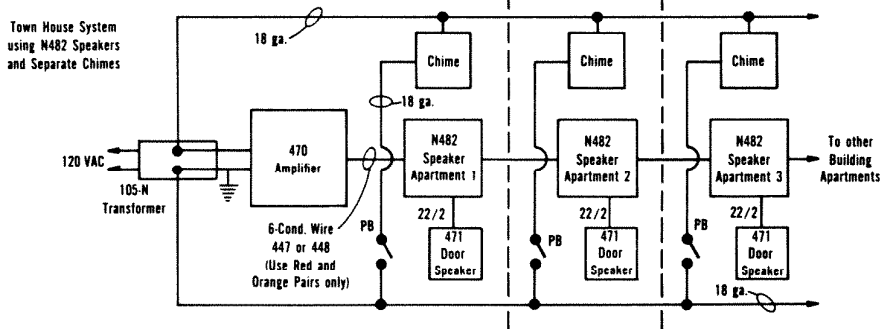 Town House System
using N482 Speakers
and Separate Chimes
18 ga.
Chime
Chime
Chime
18 ga.
120 VAC
105-N
Transformer
470
Amplifier
N482
Speaker
Apartment 1
N482
Speaker
Apartment 2
N482
Speaker
Apartment 3
To other
Building
Apartments
6-Cond. Wire
447 or 448
(Use Red and
Orange Pairs only)
PB
22/2
471
Door
Speaker
PB
22/2
471
Door
Speaker
PB
22/2
471
Door
Speaker
18 ga.